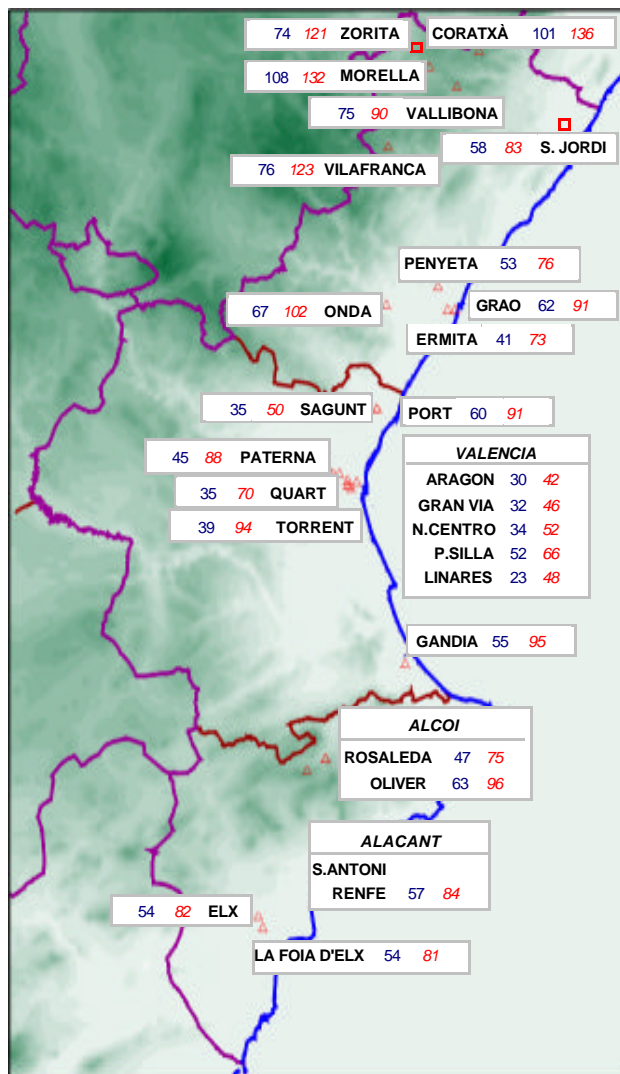 74 121 ZORITA
CORATXÀ 101 136
108 132 MORELLA
75 90 VALLIBONA
58 83 S. JORDI
76 123 VILAFRANCA
PENYETA 53 76
67 102 ONDA
GRAO 62 91
ERMITA 41 73
35 50 SAGUNT
PORT 60 91
45 88 PATERNA
35 70 QUART
39 94 TORRENT
VALENCIA
ARAGON 30 42
GRAN VIA 32 46
N.CENTRO 34 52
P.SILLA 52 66
LINARES 23 48
GANDIA 55 95
ALCOI
ROSALEDA 47 75
OLIVER 63 96
ALACANT
S.ANTONI
RENFE 57 84
54 82 ELX
LA FOIA D'ELX 54 81